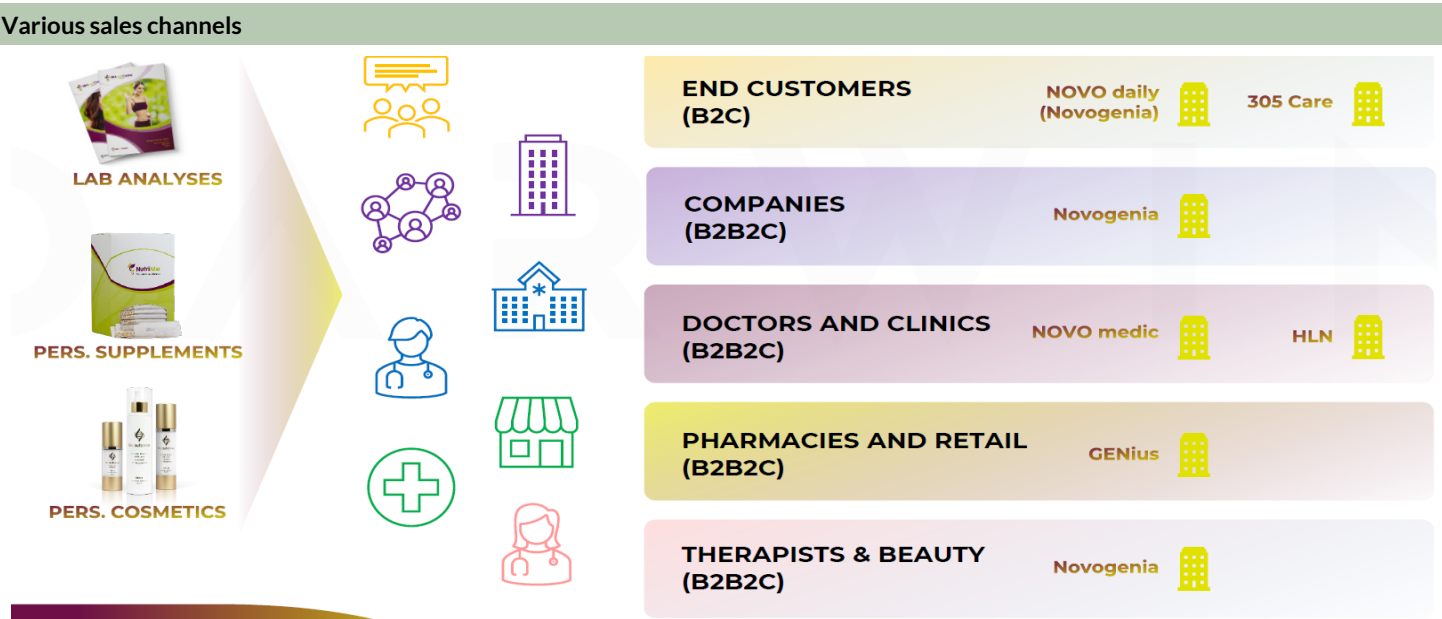 Various sales channels
LAB ANALYSES
PERS. SUPPLEMENTS
PERS. COSMETICS
END CUSTOMERS
(B2C)
NOVO daily
(Novogenia)
305 Care
COMPANIES
(B2B2C)
Novogenia
DOCTORS AND CLINICS
(B2B2C)
NOVO medic
HLN
PHARMACIES AND RETAIL
(B2B2C)
GENius
THERAPISTS & BEAUTY
(B2B2C)
Novogenia